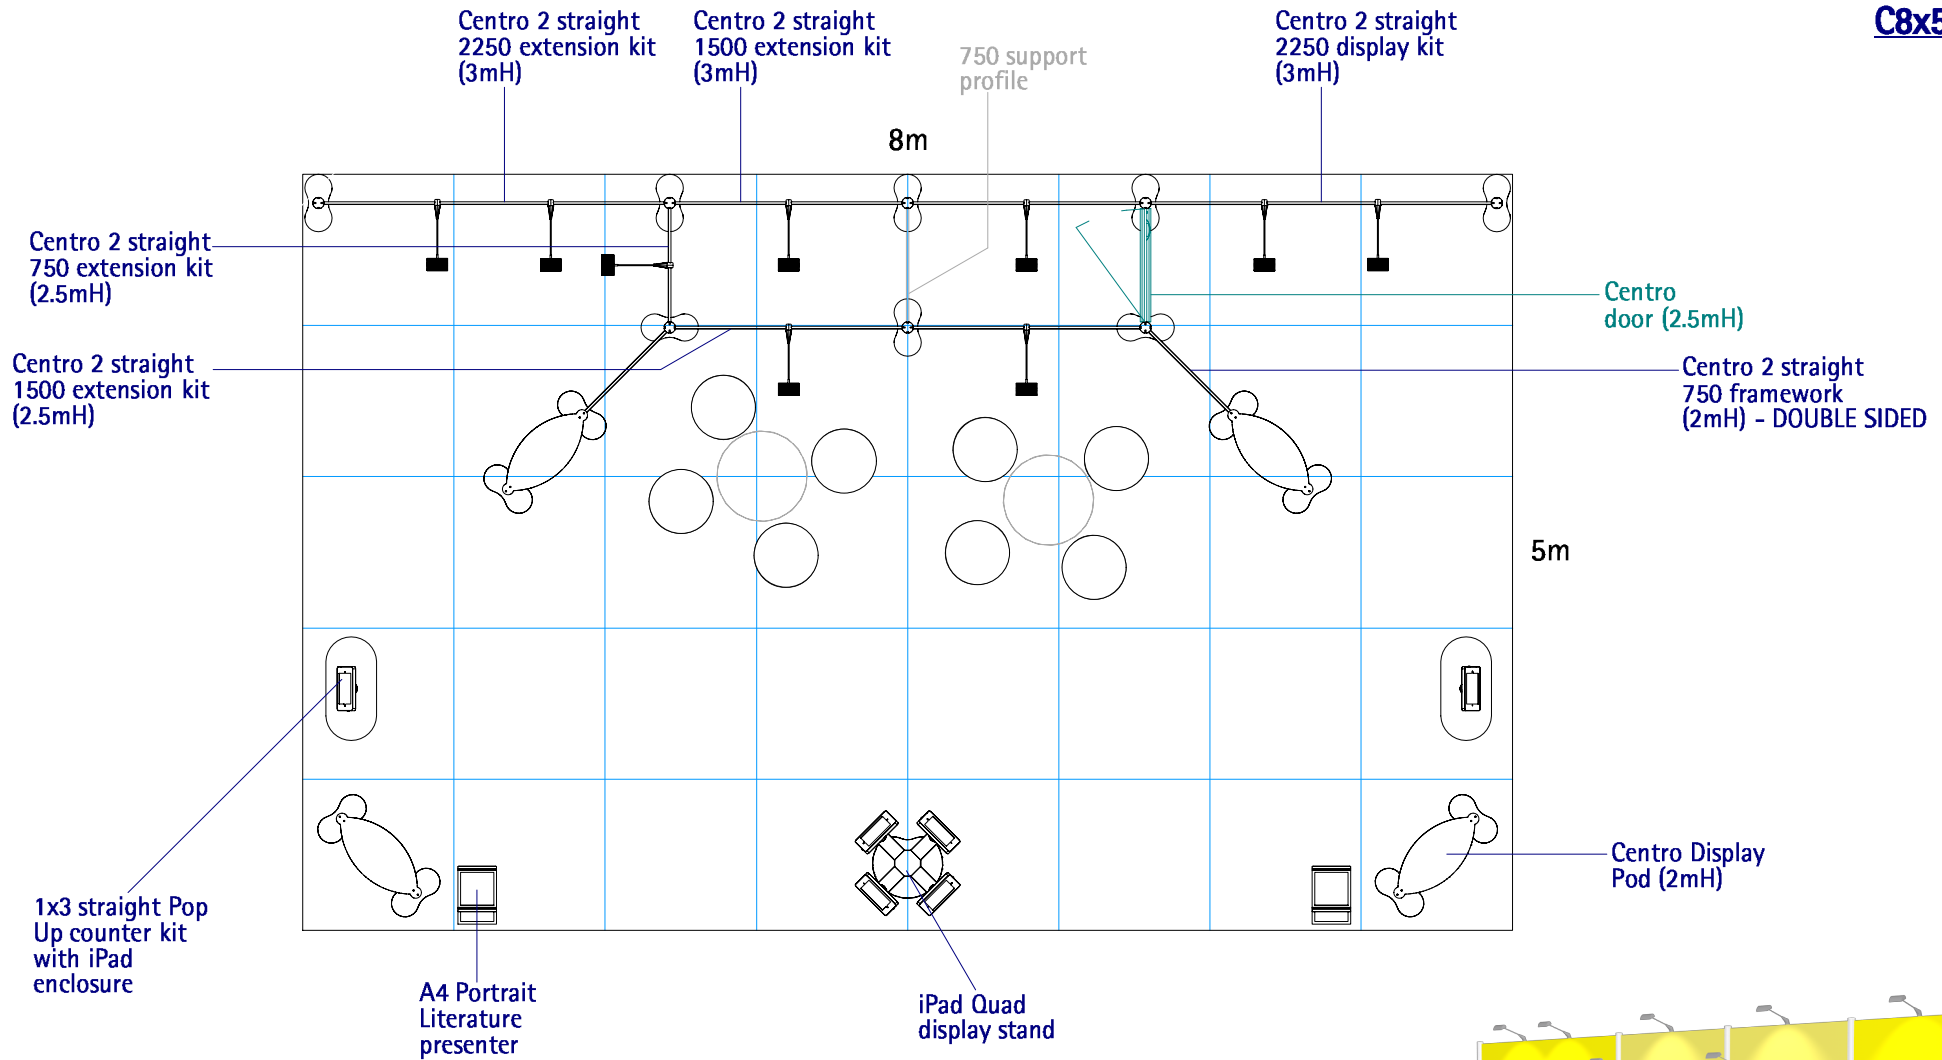 Centro 2 straight
2250 extension kit
(3mH)
Centro 2 straight
1500 extension kit
(3mH)
750 support
profile
Centro 2 straight
2250 display kit
(3mH)
C8x5
8m
Centro 2 straight
750 extension kit
(2.5mH)
Centro
door (2.5mH)
Centro 2 straight
1500 extension kit
(2.5mH)
Centro 2 straight
750 framework
(2mH) - DOUBLE SIDED
5m
Centro Display
Pod (2mH)
1x3 straight Pop
Up counter kit
with iPad
enclosure
A4 Portrait
Literature
presenter
iPad Quad
display stand